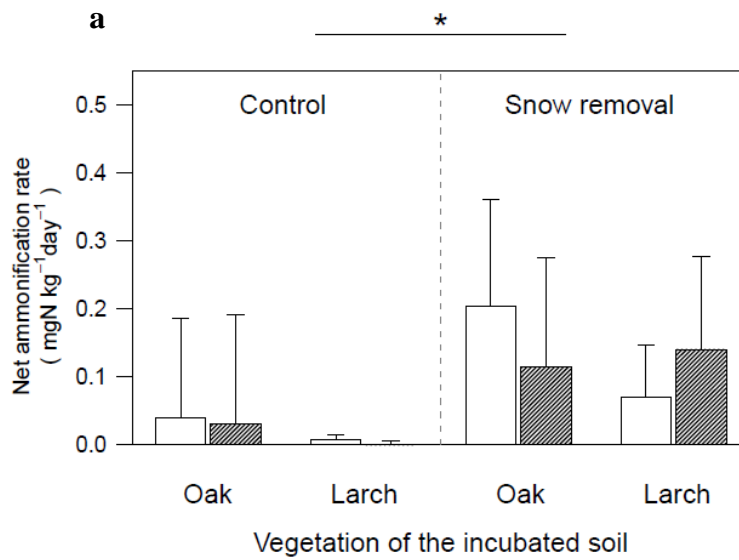 a
*
Control
Snow removal
0.5
0.4
0.3
0.2
0.1
0.0
Net ammonification rate
( mgN kg⁻¹day⁻¹ )
Oak
Larch
Oak
Larch
Vegetation of the incubated soil